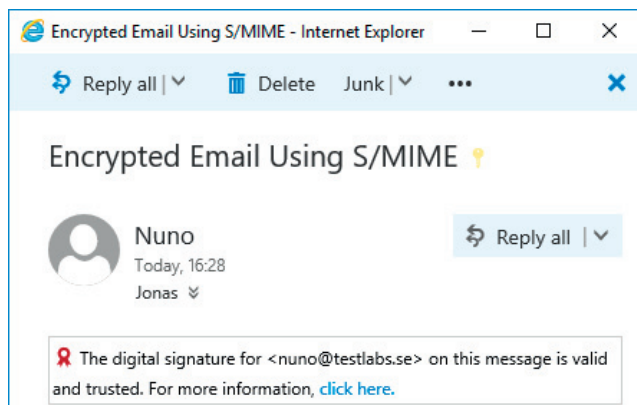 Encrypted Email Using S/MIME - Internet Explorer
Reply all | Delete Junk | •••
Encrypted Email Using S/MIME
Nuno
Reply all |
Today, 16:28
Jonas
The digital signature for <nuno@testlabs.se> on this message is valid
and trusted. For more information, click here.